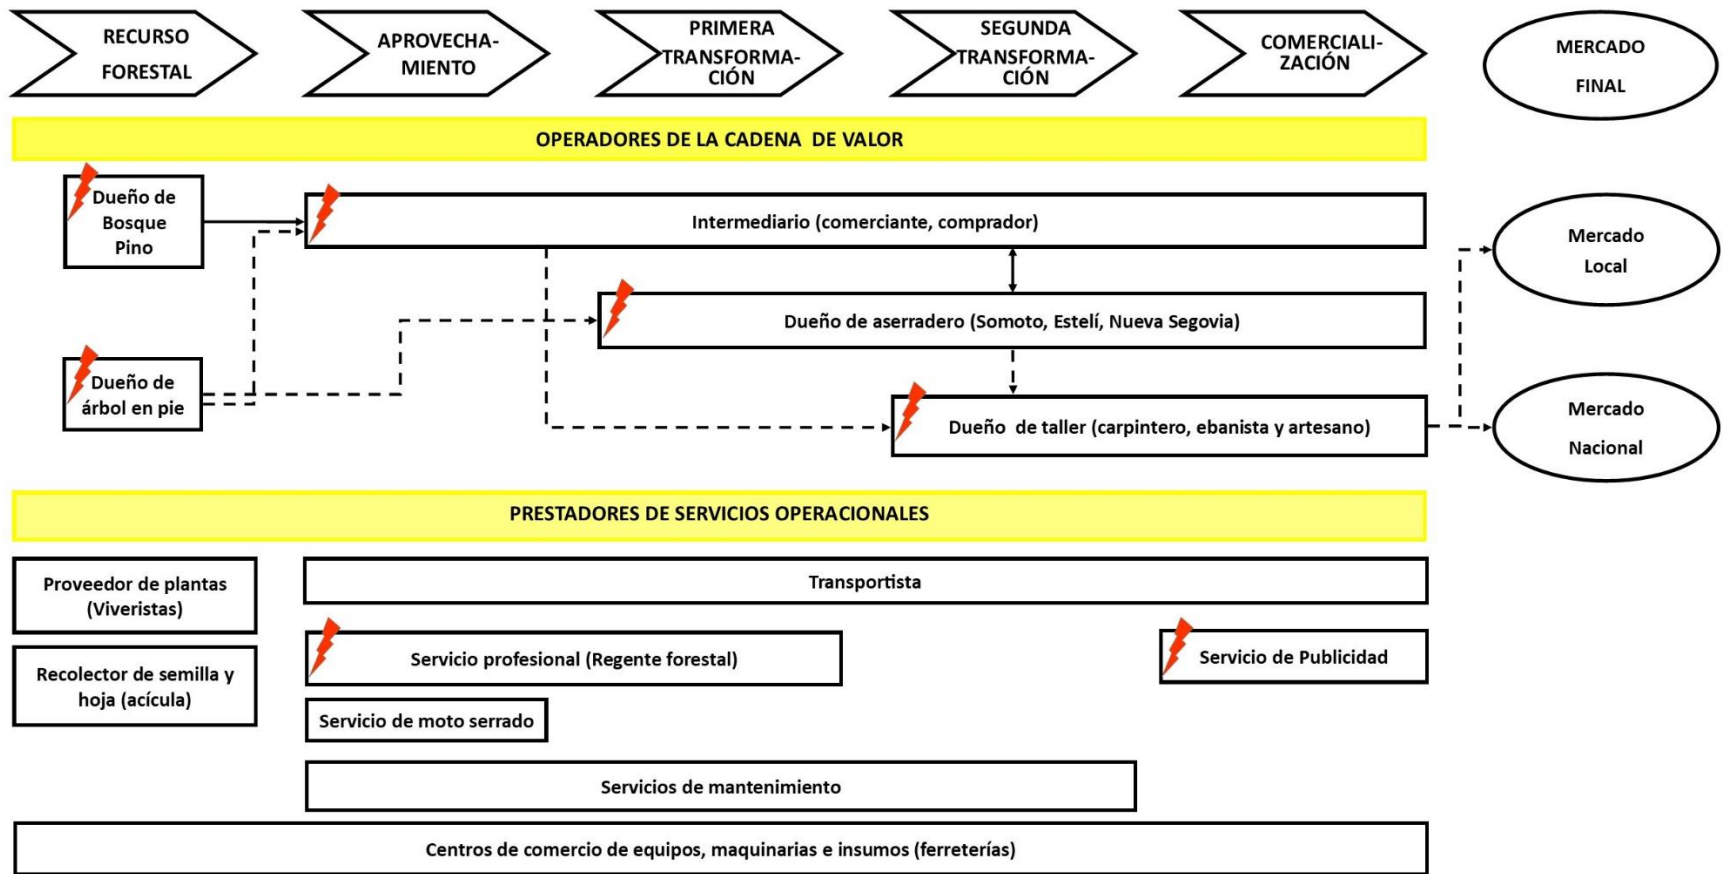 RECURSO
FORESTAL
APROVECHA-
MIENTO
PRIMERA
TRANSFORMA-
CIÓN
SEGUNDA
TRANSFORMA-
CIÓN
COMERCIALI-
ZACIÓN
MERCADO
FINAL
OPERADORES DE LA CADENA DE VALOR
Dueño de
Bosque
Pino
Intermediario (comerciante, comprador)
Mercado
Local
Dueño de aserradero (Somoto, Estelí, Nueva Segovia)
Dueño de
árbol en pie
Dueño de taller (carpintero, ebanista y artesano)
Mercado
Nacional
PRESTADORES DE SERVICIOS OPERACIONALES
Proveedor de plantas
(Viveristas)
Transportista
Recolector de semilla y
hoja (acícula)
Servicio profesional (Regente forestal)
Servicio de Publicidad
Servicio de moto serrado
Servicios de mantenimiento
Centros de comercio de equipos, maquinarias e insumos (ferreterías)